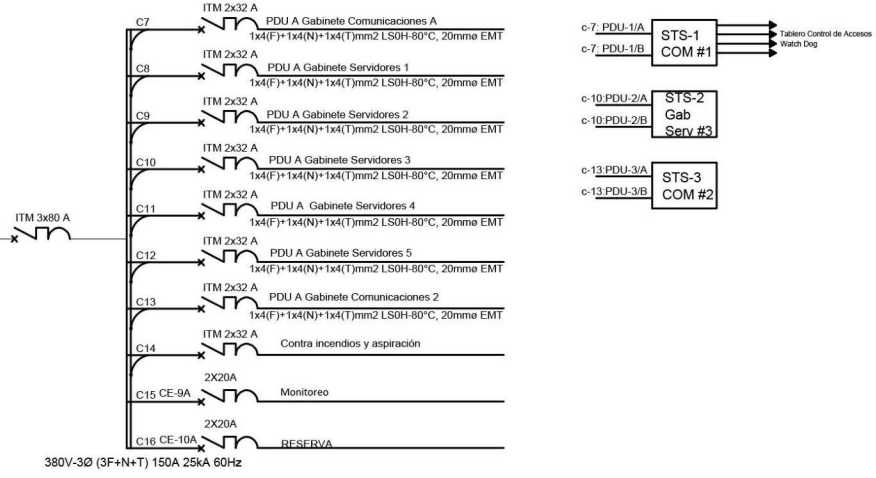 ITM 2x32 A
C7
PDU A Gabinete Comunicaciones A
1x4(F)+1x4(N)+1x4(T)mm2 LS0H-80°C, 20mmø EMT
ITM 2x32 A
C8
PDU A Gabinete Servidores 1
1x4(F)+1x4(N)+1x4(T)mm2 LS0H-80°C, 20mmø EMT
ITM 2x32 A
C9
PDU A Gabinete Servidores 2
1x4(F)+1x4(N)+1x4(T)mm2 LS0H-80°C, 20mmø EMT
ITM 2x32 A
C10
PDU A Gabinete Servidores 3
1x4(F)+1x4(N)+1x4(T)mm2 LS0H-80°C, 20mmø EMT
ITM 2x32 A
C11
PDU A Gabinete Servidores 4
1x4(F)+1x4(N)+1x4(T)mm2 LS0H-80°C, 20mmø EMT
ITM 3x80 A
ITM 2x32 A
C12
PDU A Gabinete Servidores 5
1x4(F)+1x4(N)+1x4(T)mm2 LS0H-80°C, 20mmø EMT
ITM 2x32 A
C13
PDU A Gabinete Comunicaciones 2
1x4(F)+1x4(N)+1x4(T)mm2 LS0H-80°C, 20mmø EMT
ITM 2x32 A
C14
Contra incendios y aspiración
2X20A
C15 CE-9A
Monitoreo
2X20A
C16 CE-10A
RESERVA
380V-3Ø (3F+N+T) 150A 25kA 60Hz
c-7: PDU-1/A
c-7: PDU-1/B
STS-1
COM #1
Tablero Control de Accesos
Watch Dog
c-10:PDU-2/A
c-10:PDU-2/B
STS-2
Gab
Serv #3
c-13:PDU-3/A
c-13:PDU-3/B
STS-3
COM #2